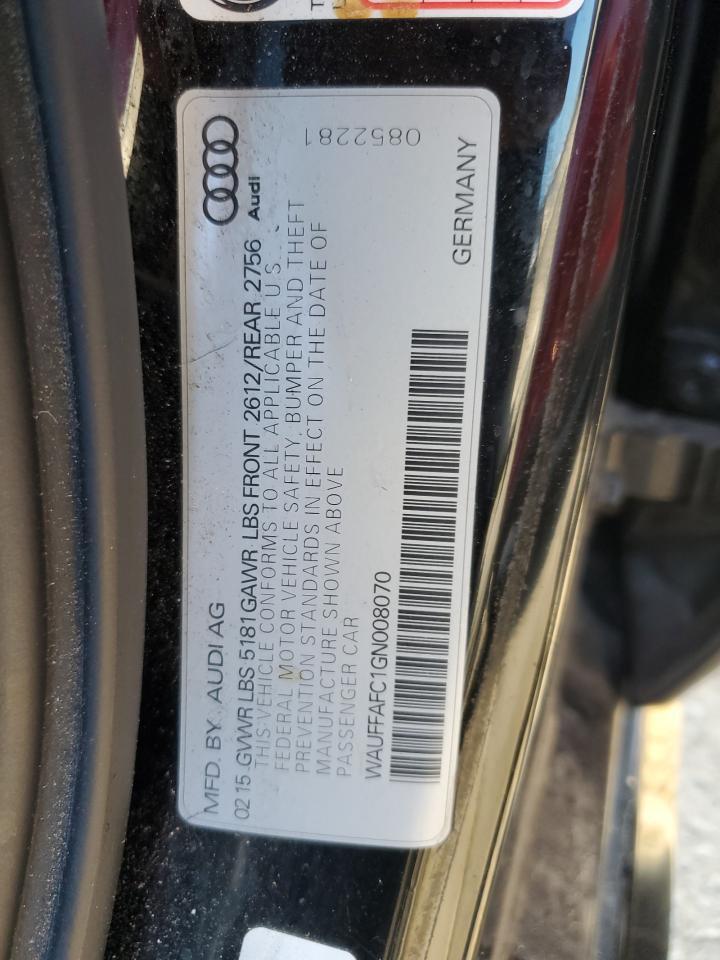 MFD. BY. AUDI AG
02 15 GVWR LBS 5181 GAWR LBS FRONT 2612/REAR 2756
Audi
THIS VEHICLE CONFORMS TO ALL APPLICABLE U S
FEDERAL MOTOR VEHICLE SAFETY, BUMPER AND THEFT
PREVENTION STANDARDS IN EFFECT ON THE DATE OF
MANUFACTURE SHOWN ABOVE
PASSENGER CAR
0852281
WAUFFAFC1GN008070
GERMANY